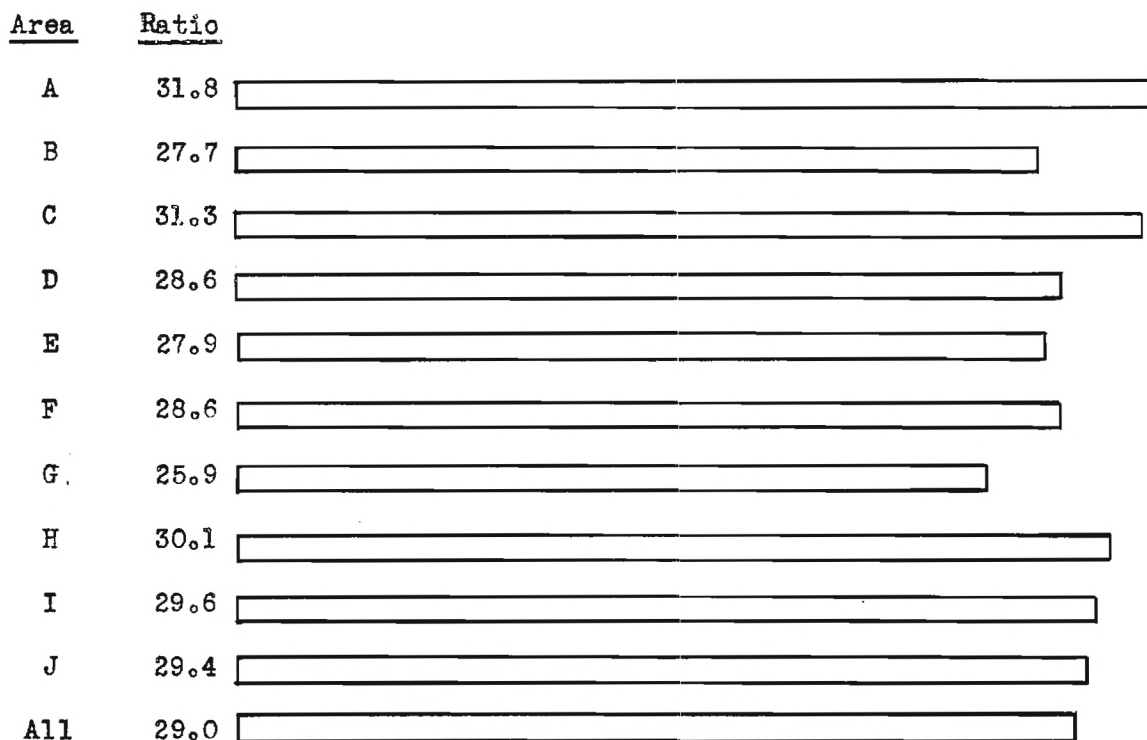 Area Ratio
A 31.8
B 27.7
C 31.3
D 28.6
E 27.9
F 28.6
G. 25.9
H 30.1
I 29.6
J 29.4
All 29.0